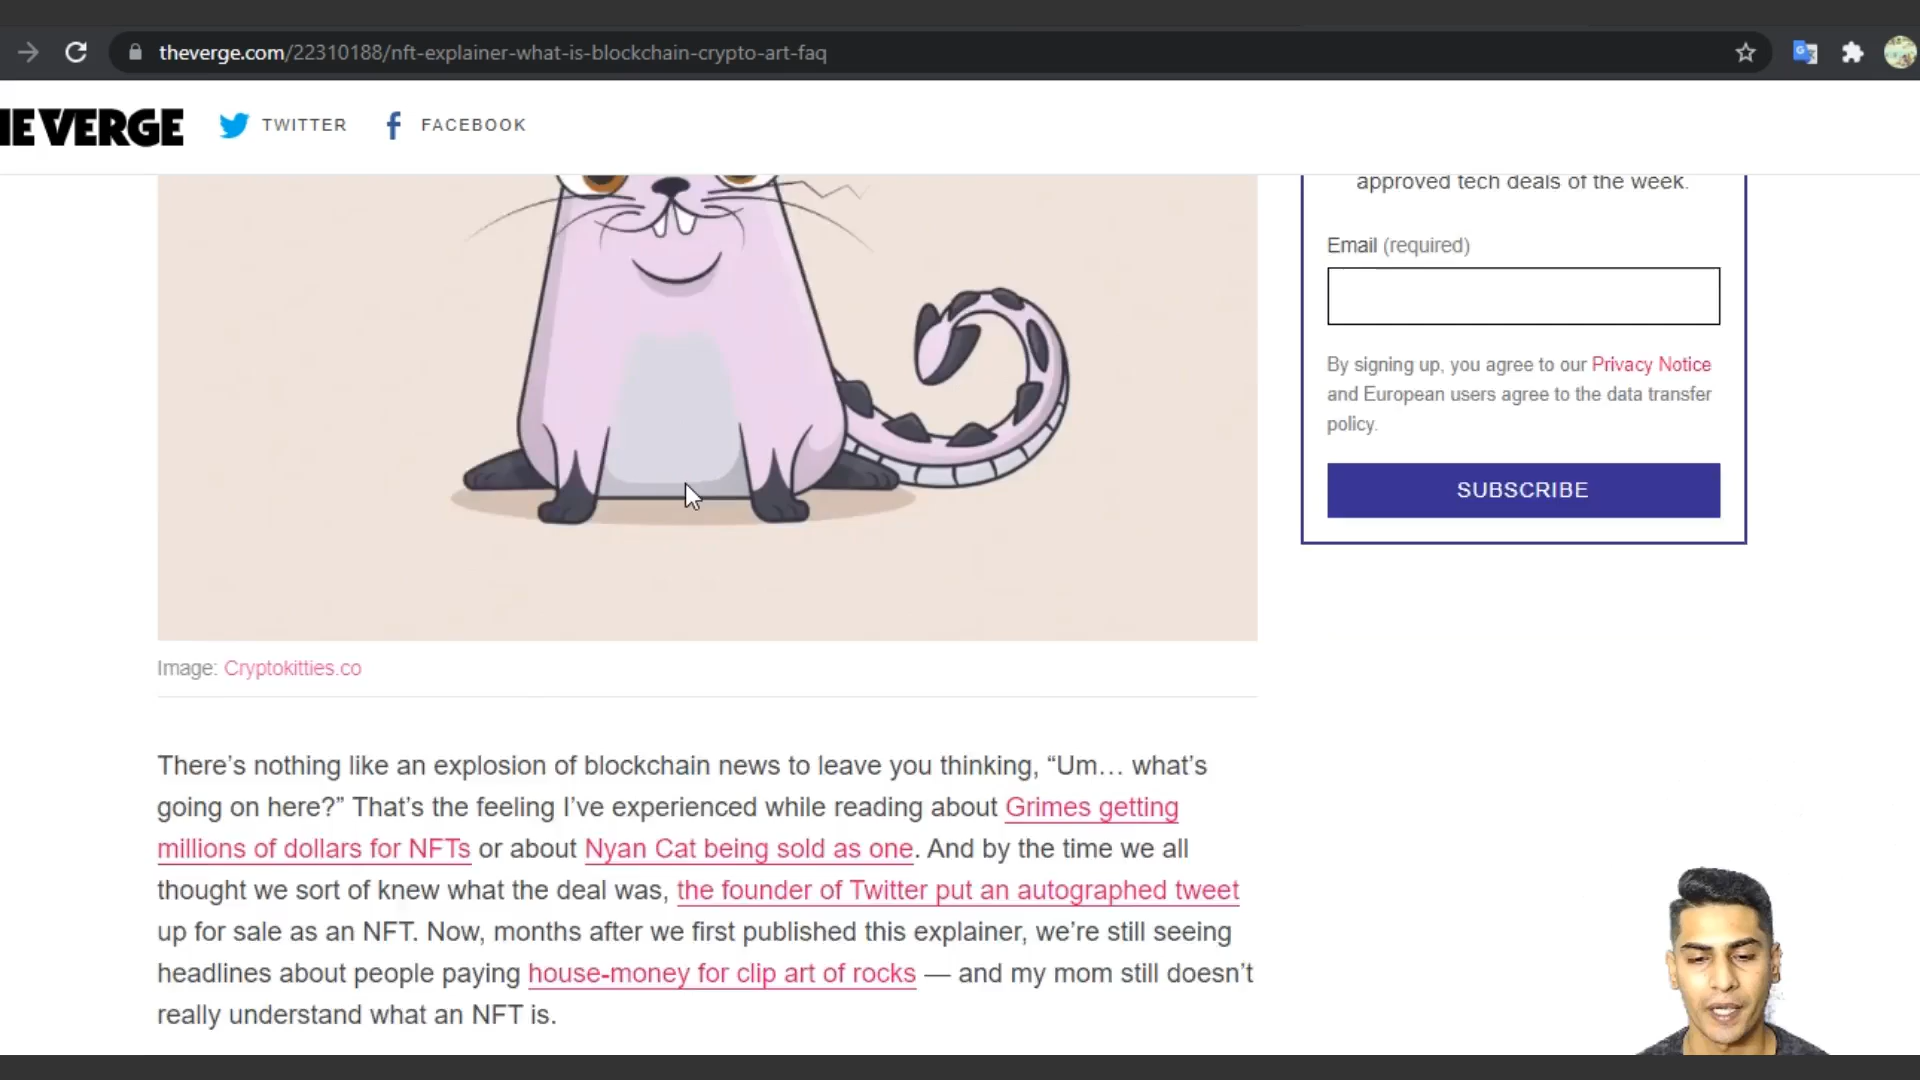 theverge.com/22310188/nft-explainer-what-is-blockchain-crypto-art-faq
HE VERGE
TWITTER
FACEBOOK
approved tech deals of the week.
Email (required)
By signing up, you agree to our Privacy Notice
and European users agree to the data transfer
policy.
SUBSCRIBE
Image: Cryptokitties.co
There’s nothing like an explosion of blockchain news to leave you thinking, “Um… what’s
going on here?” That’s the feeling I’ve experienced while reading about Grimes getting
millions of dollars for NFTs or about Nyan Cat being sold as one. And by the time we all
thought we sort of knew what the deal was, the founder of Twitter put an autographed tweet
up for sale as an NFT. Now, months after we first published this explainer, we’re still seeing
headlines about people paying house-money for clip art of rocks — and my mom still doesn’t
really understand what an NFT is.